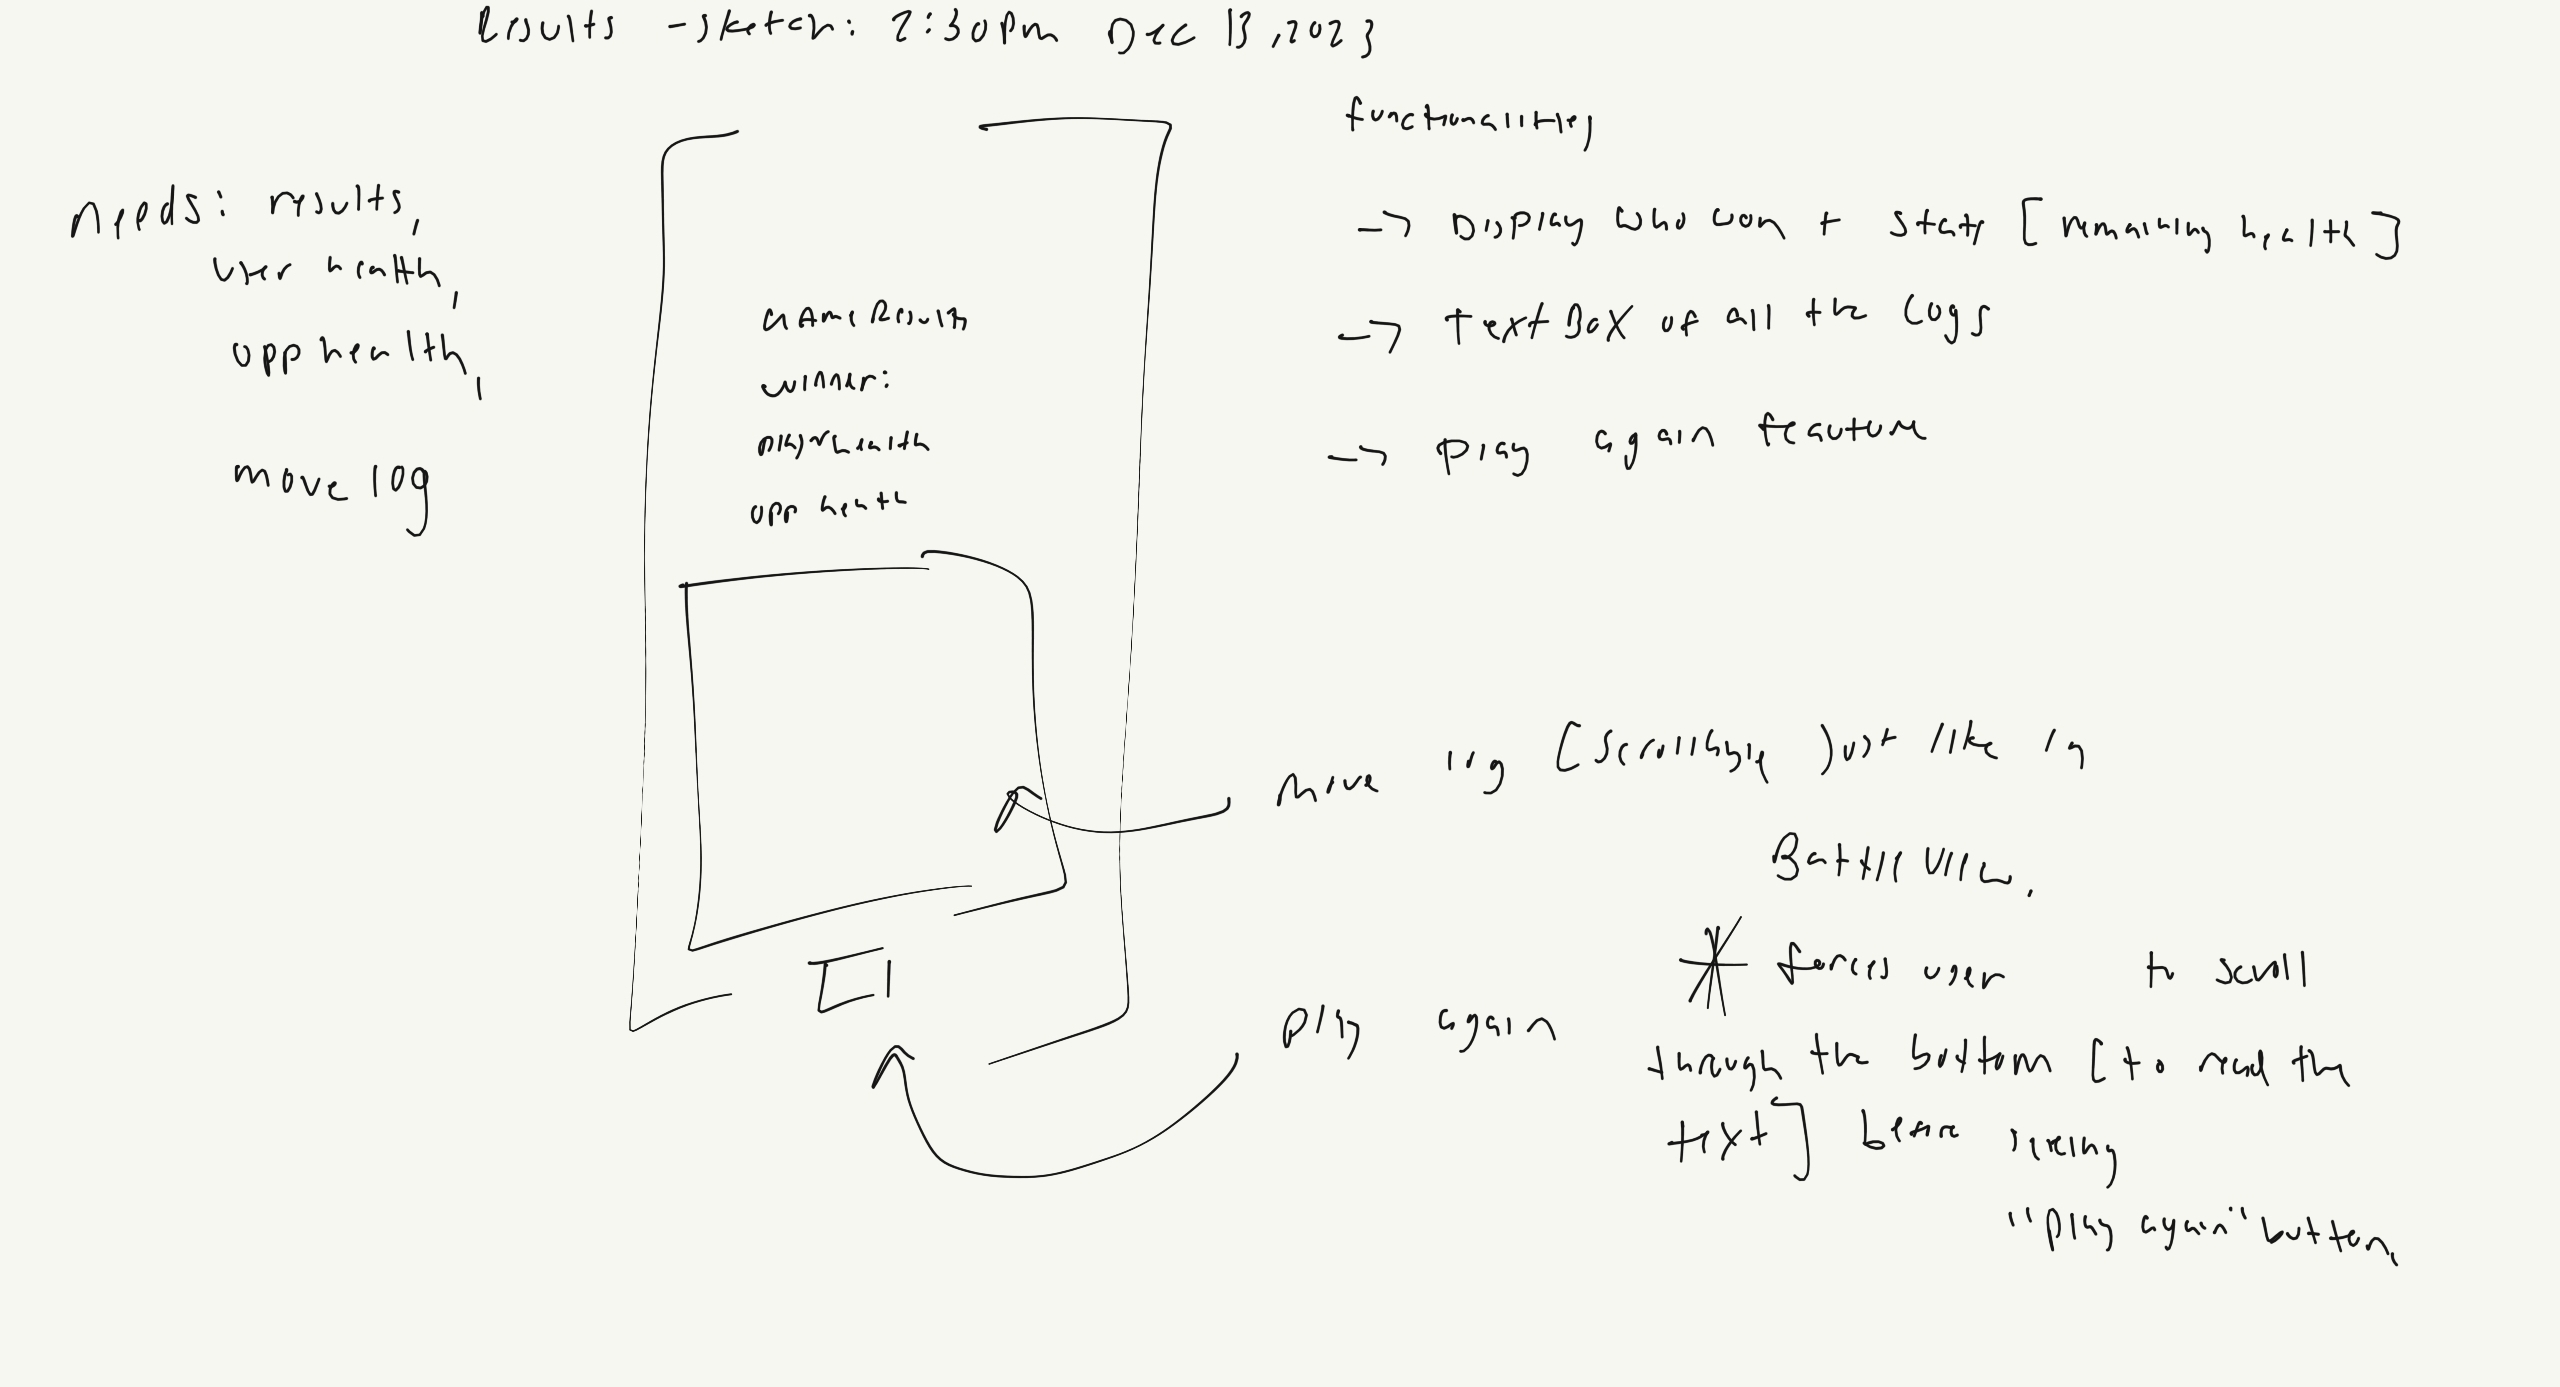 Results - sketch: 2:30pm Dec 13, 2023
needs: results,
user health,
opp health,
move log
GAme Results
winner:
player health
opp health
functionalities
-> Display who won + stats [remaining health]
-> Text BoX of all the Logs
-> play again feauture
move log [scrollable just like in
Battle View.
* forces user to scroll
through the bottom [to read the
text] before seeing
"play again" button.
play again